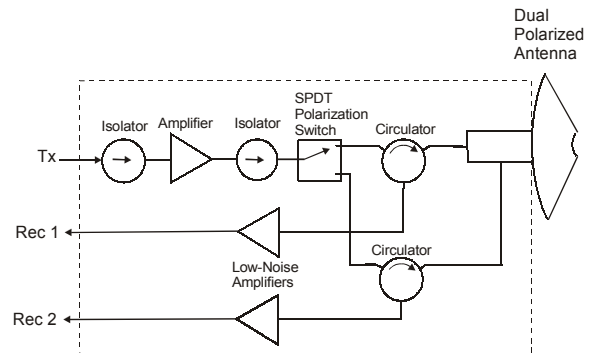 Dual
Polarized
Antenna
SPDT
Polarization
Switch
Isolator
Amplifier
Isolator
Circulator
Tx
Rec 1
Circulator
Low-Noise
Amplifiers
Rec 2